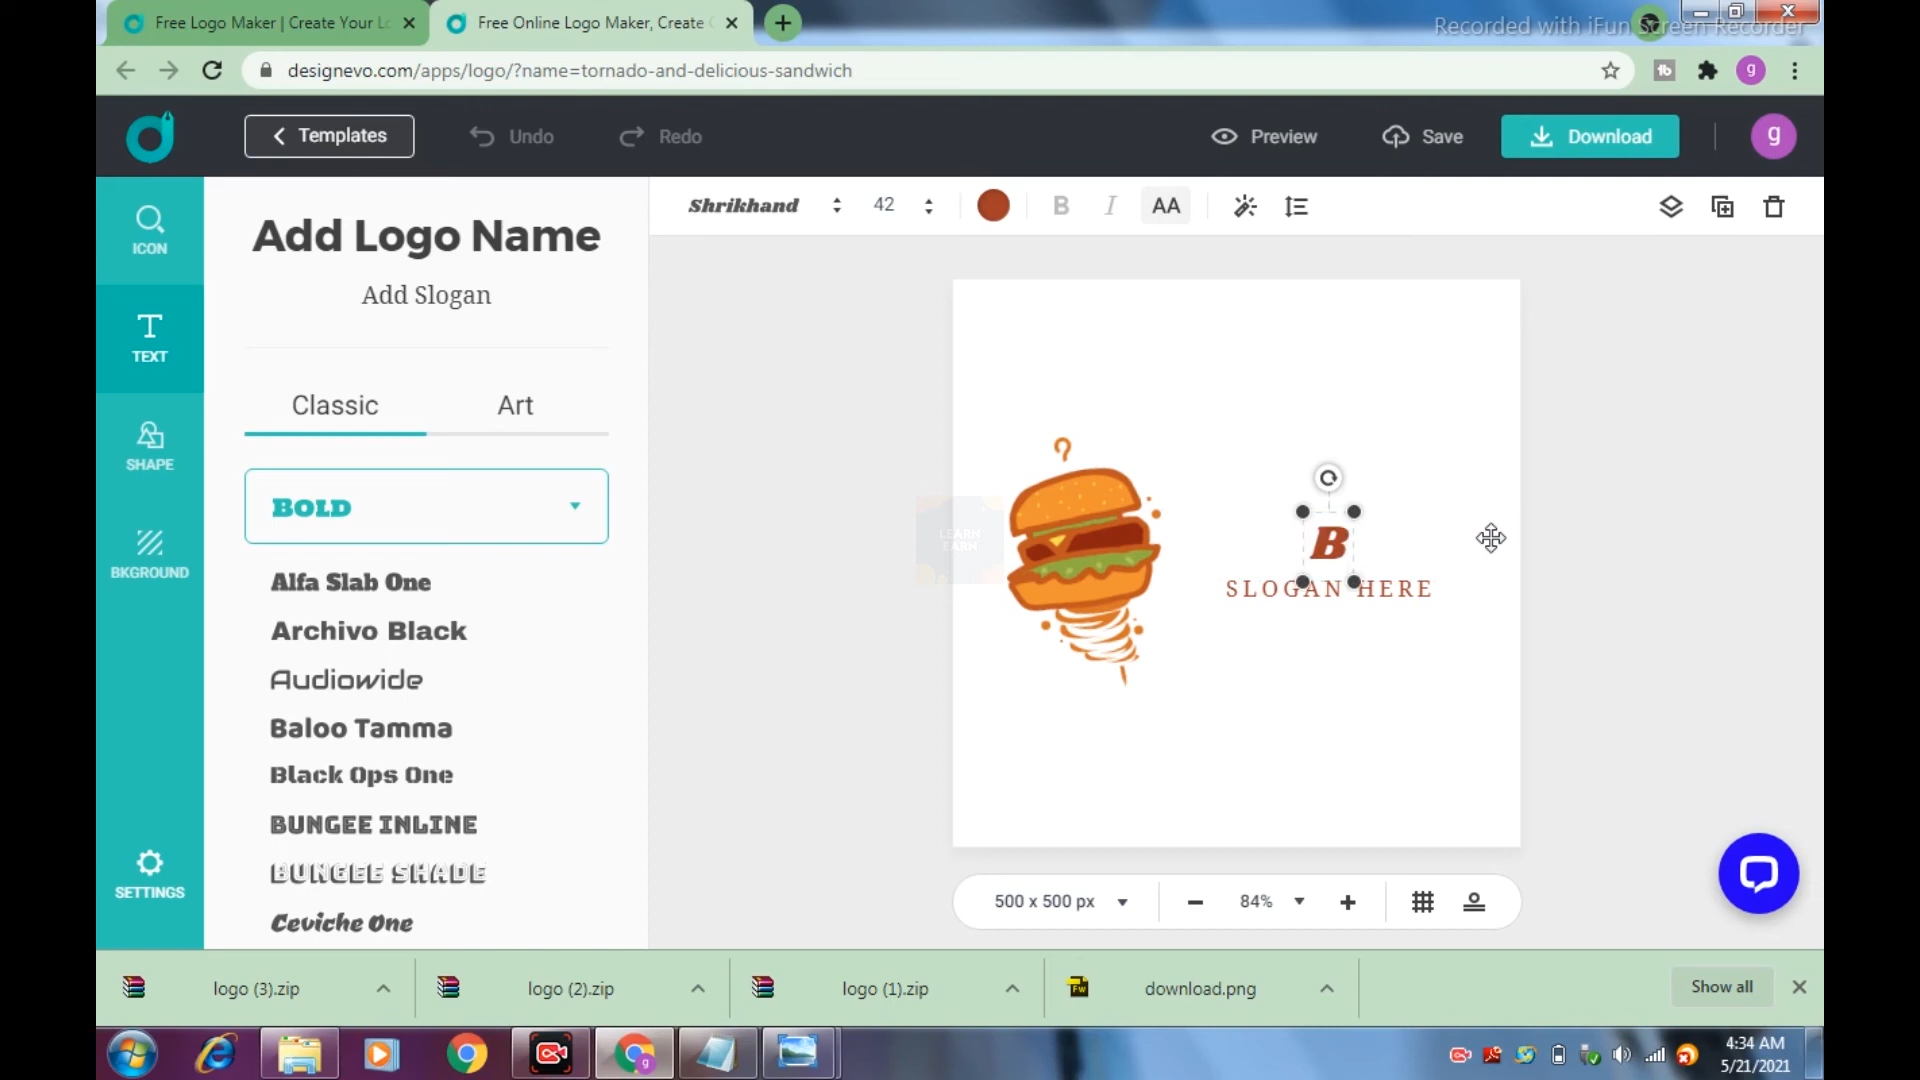 Free Logo Maker | Create Your Lo
Free Online Logo Maker, Create
Recorded with iFun Screen Recorder
designevo.com/apps/logo/?name=tornado-and-delicious-sandwich
g
Templates
Undo
Redo
Preview
Save
Download
g
ICON
TEXT
SHAPE
BKGROUND
SETTINGS
Add Logo Name
Add Slogan
Classic
Art
BOLD
Alfa Slab One
Archivo Black
Audiowide
Baloo Tamma
Black Ops One
BUNGEE INLINE
BUNGEE SHADE
Ceviche One
Shrikhand
42
B
I
AA
LEARN
EARN
B
SLOGAN HERE
500 x 500 px
84%
logo (3).zip
logo (2).zip
logo (1).zip
Fw
download.png
Show all
g
4:34 AM
5/21/2021